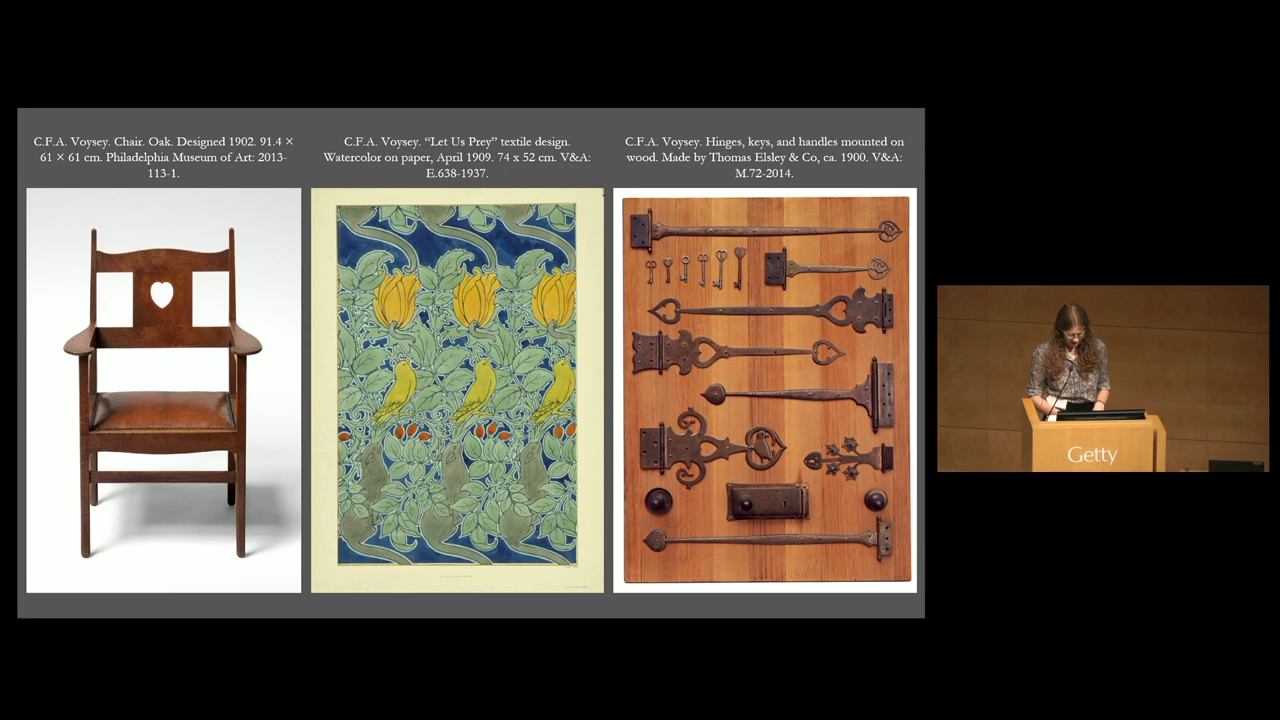 C.F.A. Voysey. Chair. Oak. Designed 1902. 91.4 ×
61 × 61 cm. Philadelphia Museum of Art: 2013-
113-1.
C.F.A. Voysey. “Let Us Prey” textile design.
Watercolor on paper, April 1909. 74 x 52 cm. V&A:
E.638-1937.
C.F.A. Voysey. Hinges, keys, and handles mounted on
wood. Made by Thomas Elsley & Co, ca. 1900. V&A:
M.72-2014.
Getty